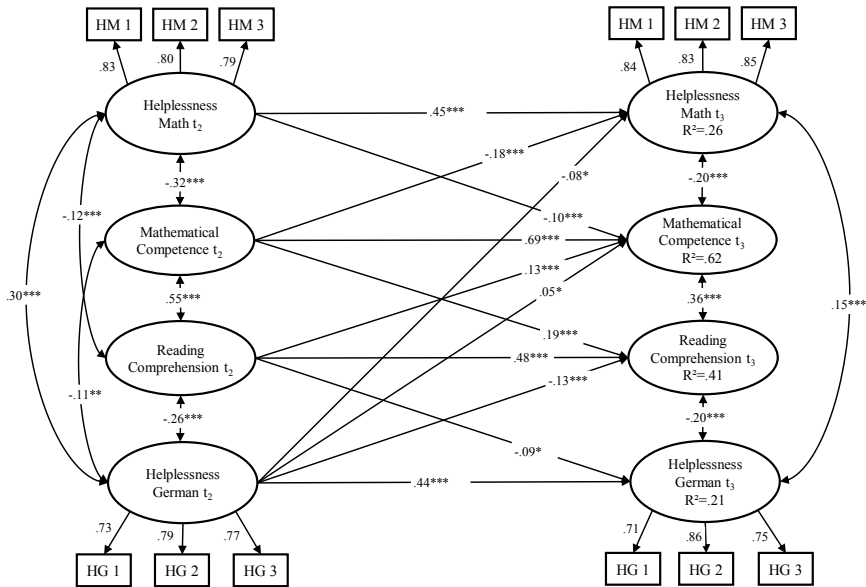 HM 1
HM 2
HM 3
HM 1
HM 2
HM 3
.83
.80
.79
.84
.83
.85
Helplessness
Math t₂
Helplessness
Math t₃
R²=.26
.45***
-.18***
-.08*
-.32***
-.20***
-.12***
-.10***
Mathematical
Competence t₂
Mathematical
Competence t₃
R²=.62
.69***
.13***
.05*
.30***
.55***
.36***
.15***
.19***
Reading
Comprehension t₂
Reading
Comprehension t₃
R²=.41
.48***
-.13***
-.11**
-.26***
-.20***
-.09*
Helplessness
German t₂
Helplessness
German t₃
R²=.21
.44***
.73
.79
.77
.71
.86
.75
HG 1
HG 2
HG 3
HG 1
HG 2
HG 3